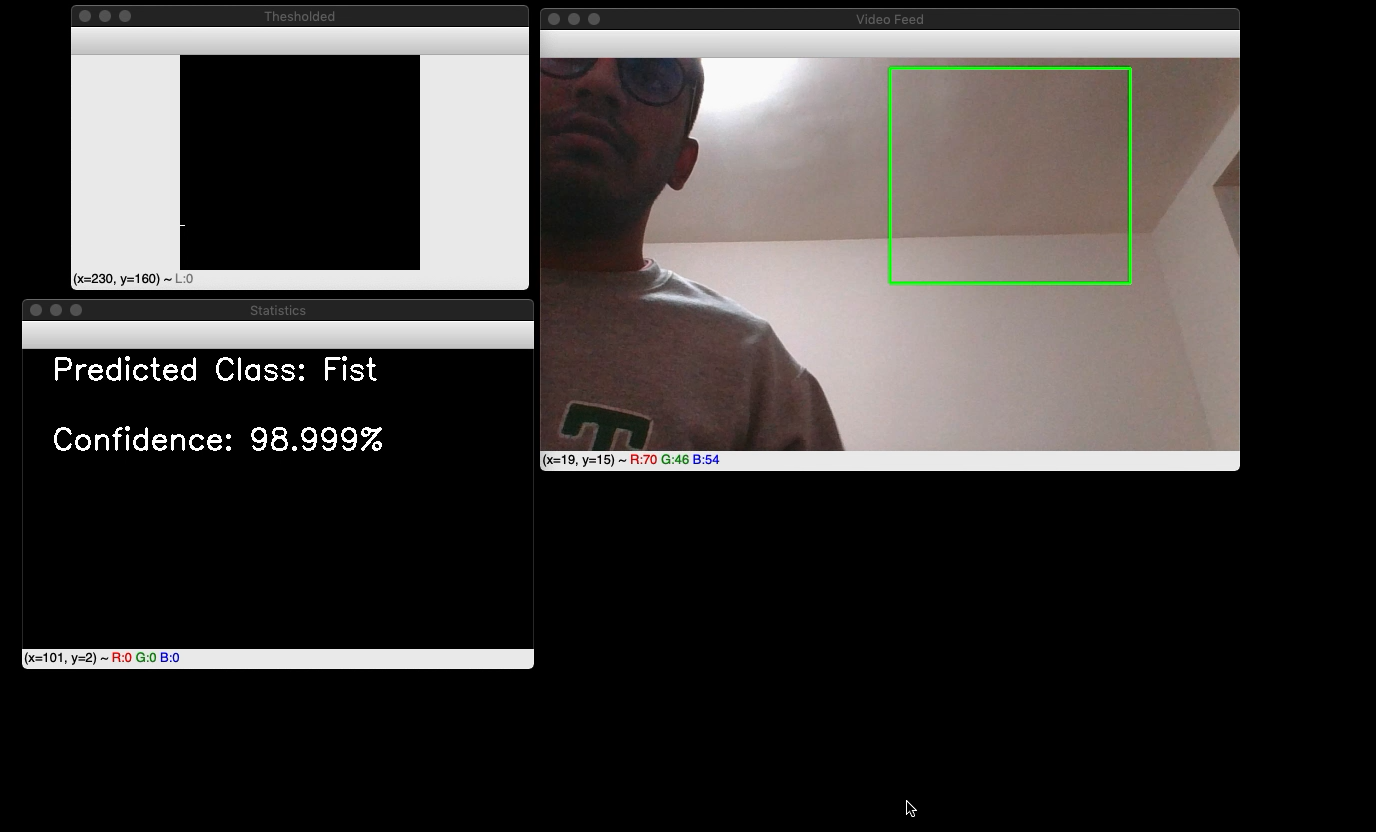 Thesholded
(x=230, y=160) ~ L:0
Statistics
Predicted Class: Fist
Confidence: 98.999%
(x=101, y=2) ~ R:0 G:0 B:0
Video Feed
T
(x=19, y=15) ~ R:70 G:46 B:54